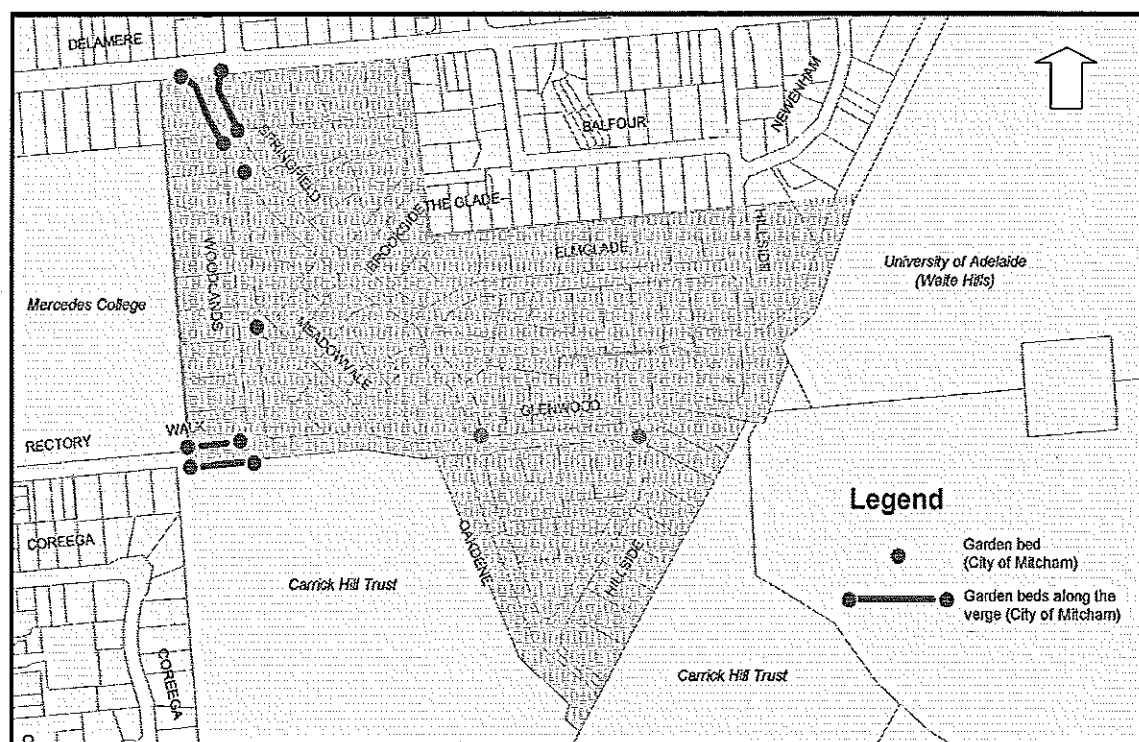 DELAMERE
SPRINGFIELD
BALFOUR
NEWENHAM
THE GLADE
BROOKSIDE
WOODLANDS
ELMGLADE
HILLSIDE
University of Adelaide
(Waite Hills)
Mercedes College
MEADOWVALE
GLENWOOD
RECTORY
WALK
Legend
Garden bed
(City of Mitcham)
Garden beds along the
verge (City of Mitcham)
COREEGA
OAKDENE
HILLSIDE
Carrick Hill Trust
COREEGA
Carrick Hill Trust